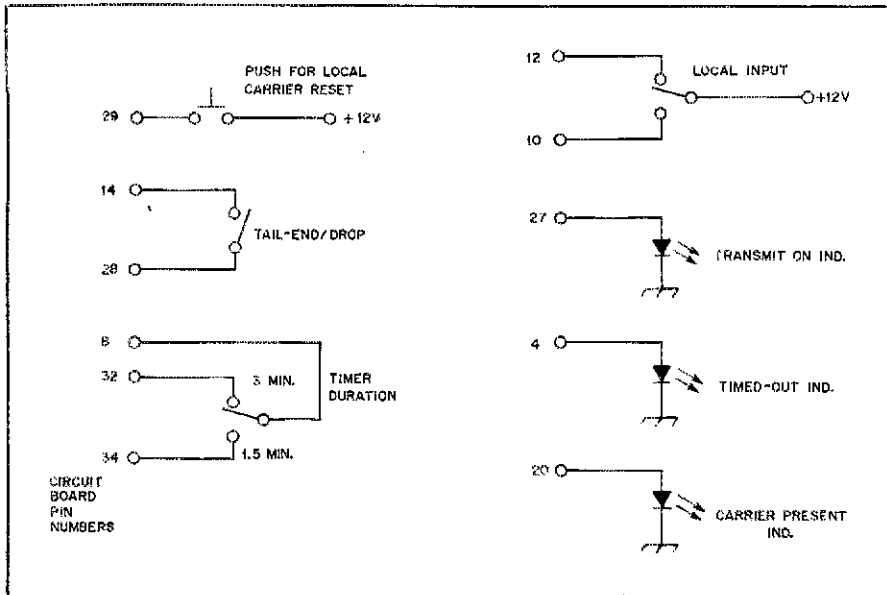 PUSH FOR LOCAL
CARRIER RESET
29
+12V
14
28
TAIL-END/DROP
8
32
3 MIN.
TIMER
DURATION
34
1.5 MIN.
CIRCUIT
BOARD
PIN
NUMBERS
12
LOCAL INPUT
+12V
10
27
TRANSMIT ON IND.
4
TIMED-OUT IND.
20
CARRIER PRESENT
IND.